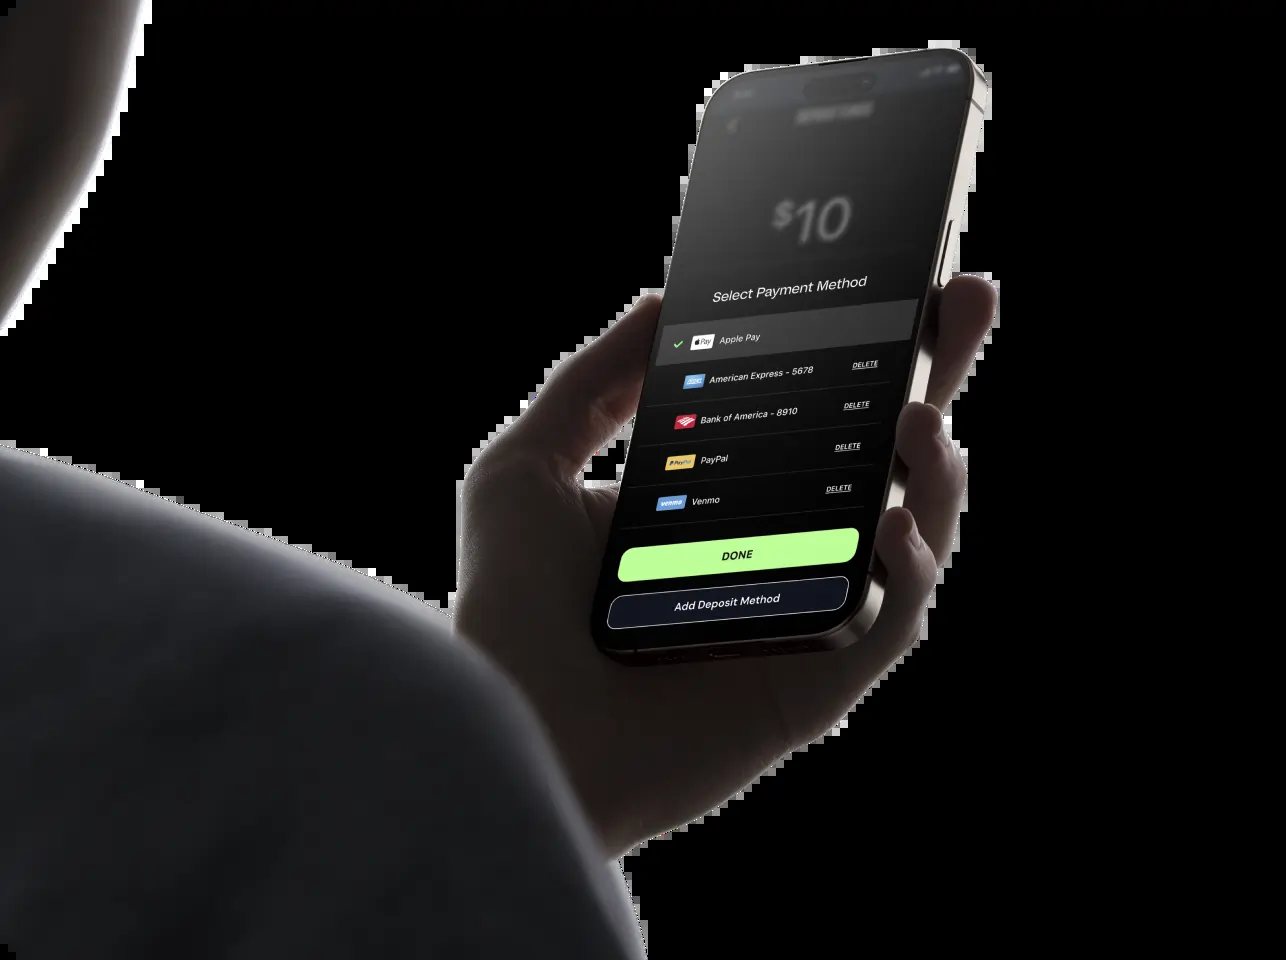 $10
Select Payment Method
Pay Apple Pay
American Express - 5678 DELETE
Bank of America - 8910 DELETE
PayPal PayPal DELETE
venmo Venmo DELETE
DONE
Add Deposit Method